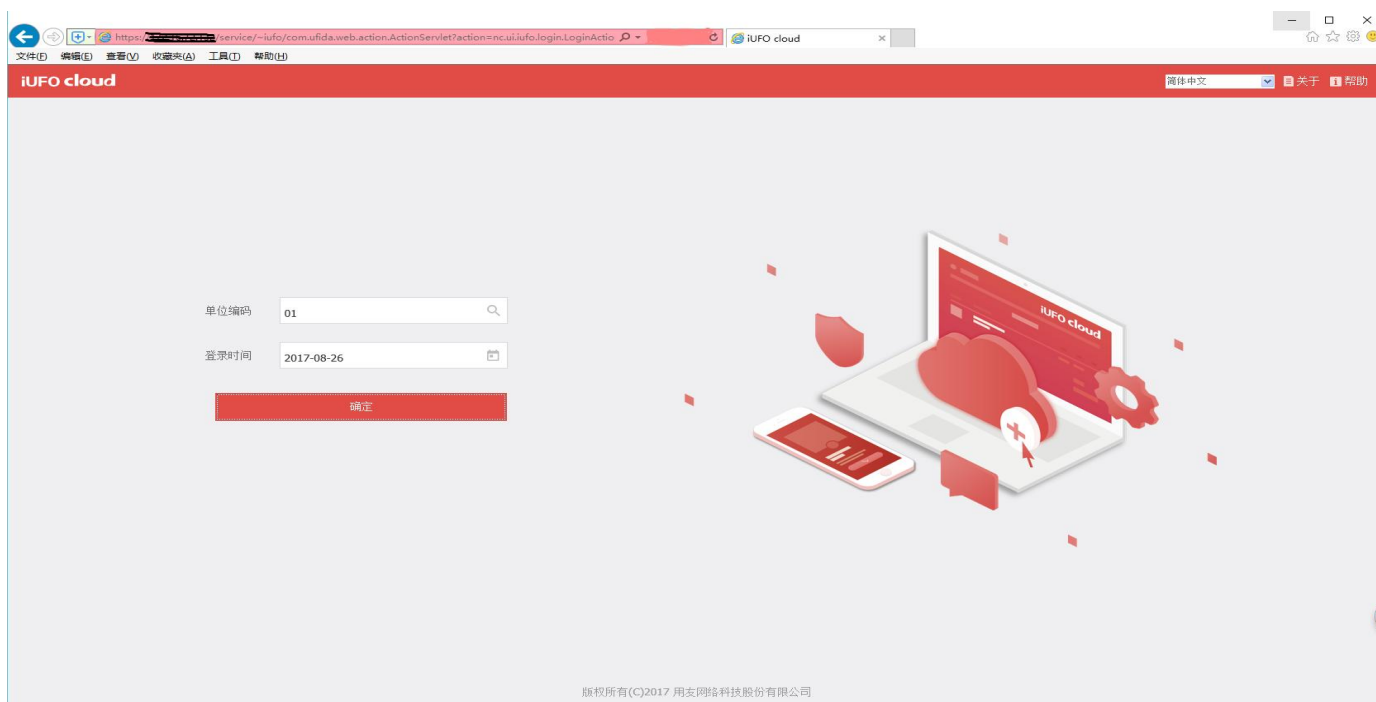 https:/ /service/~iufo/com.ufida.web.action.ActionServlet?action=nc.ui.iufo.login.LoginActio
iUFO cloud
文件(F) 编辑(E) 查看(V) 收藏夹(A) 工具(T) 帮助(H)
iUFO cloud
简体中文
关于
帮助
单位编码
01
登录时间
2017-08-26
确定
iUFO cloud
版权所有(C)2017 用友网络科技股份有限公司